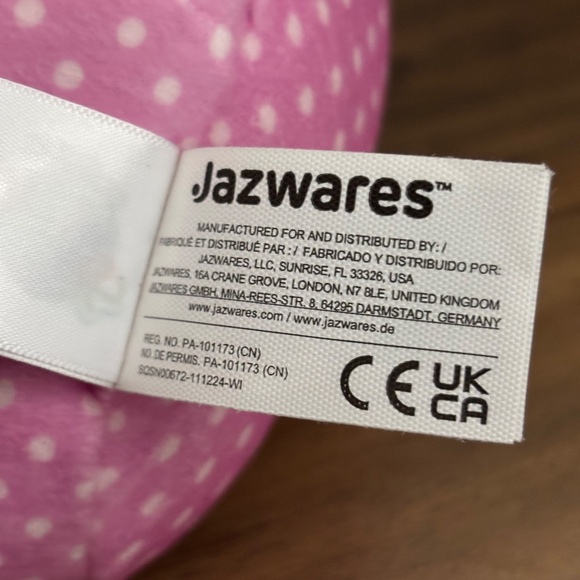 Jazwares™
MANUFACTURED FOR AND DISTRIBUTED BY: /
FABRIQUÉ ET DISTRIBUÉ PAR : / FABRICADO Y DISTRIBUIDO POR:
JAZWARES, LLC, SUNRISE, FL 33326, USA
JAZWARES, 16A CRANE GROVE, LONDON, N7 8LE, UNITED KINGDOM
JAZWARES GMBH, MINA-REES-STR. 8, 64295 DARMSTADT, GERMANY
www.jazwares.com / www.jazwares.de
REG. NO. PA-101173 (CN)
NO. DE PERMIS. PA-101173 (CN)
SQSN00672-111224-WI
CE
UK
CA